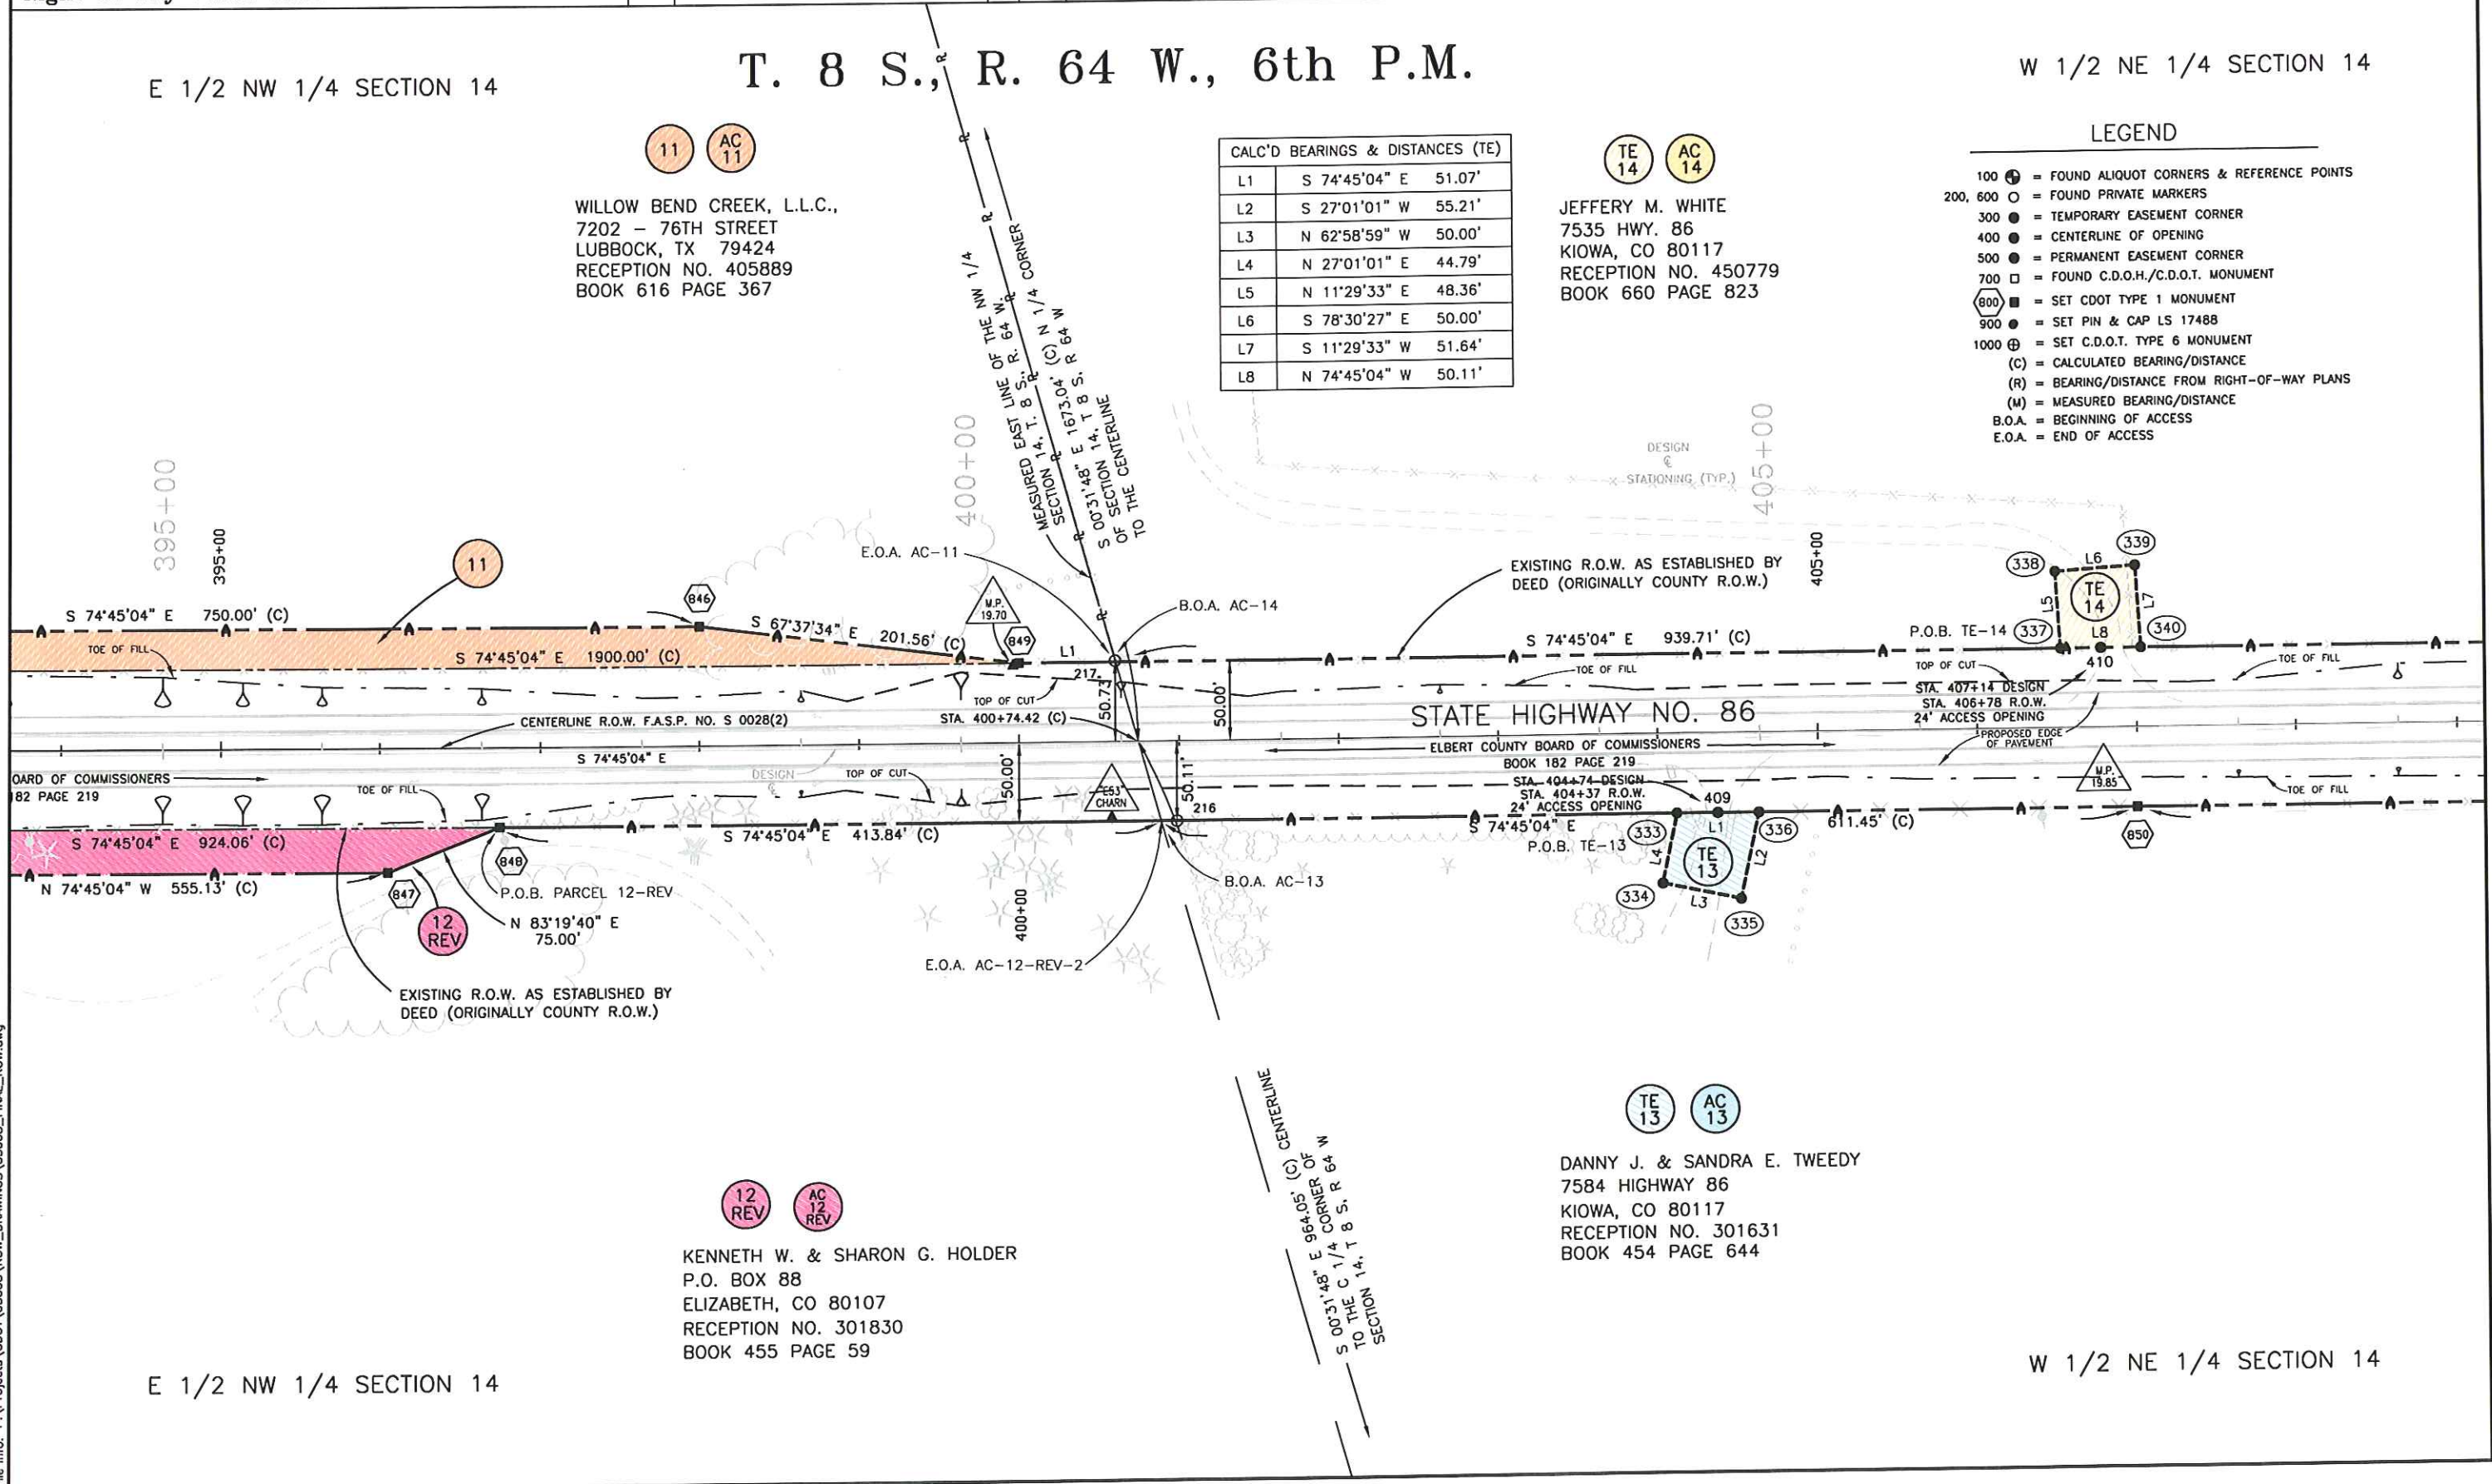 T. 8 S., R. 64 W., 6th P.M.
E 1/2 NW 1/4 SECTION 14
W 1/2 NE 1/4 SECTION 14
11
AC
11
WILLOW BEND CREEK, L.L.C.,
7202 – 76TH STREET
LUBBOCK, TX 79424
RECEPTION NO. 405889
BOOK 616 PAGE 367
CALC'D BEARINGS & DISTANCES (TE)
L1 S 74°45'04" E 51.07'
L2 S 27°01'01" W 55.21'
L3 N 62°58'59" W 50.00'
L4 N 27°01'01" E 44.79'
L5 N 11°29'33" E 48.36'
L6 S 78°30'27" E 50.00'
L7 S 11°29'33" W 51.64'
L8 N 74°45'04" W 50.11'
TE
14
AC
14
JEFFERY M. WHITE
7535 HWY. 86
KIOWA, CO 80117
RECEPTION NO. 450779
BOOK 660 PAGE 823
LEGEND
100 = FOUND ALIQUOT CORNERS & REFERENCE POINTS
200, 600 = FOUND PRIVATE MARKERS
300 = TEMPORARY EASEMENT CORNER
400 = CENTERLINE OF OPENING
500 = PERMANENT EASEMENT CORNER
700 = FOUND C.D.O.H./C.D.O.T. MONUMENT
800 = SET CDOT TYPE 1 MONUMENT
900 = SET PIN & CAP LS 17488
1000 = SET C.D.O.T. TYPE 6 MONUMENT
(C) = CALCULATED BEARING/DISTANCE
(R) = BEARING/DISTANCE FROM RIGHT-OF-WAY PLANS
(M) = MEASURED BEARING/DISTANCE
B.O.A. = BEGINNING OF ACCESS
E.O.A. = END OF ACCESS
MEASURED EAST LINE OF THE NW 1/4
SECTION 14, T. 8 S., R. 64 W.
S 00°31'48" E 1673.04' (C) N 1/4 CORNER
OF SECTION 14, T 8 S, R 64 W
TO THE CENTERLINE
395+00
395+00
400+00
DESIGN
℄
STATIONING (TYP.)
405+00
405+00
11
846
E.O.A. AC-11
M.P.
19.70
849
B.O.A. AC-14
EXISTING R.O.W. AS ESTABLISHED BY
DEED (ORIGINALLY COUNTY R.O.W.)
338
L6
339
TE
14
L5
L7
P.O.B. TE-14
337
L8
340
410
S 74°45'04" E 750.00' (C)
S 67°37'34" E 201.56' (C)
L1
S 74°45'04" E 939.71' (C)
TOE OF FILL
S 74°45'04" E 1900.00' (C)
217
TOP OF CUT
50.73'
50.00'
TOE OF FILL
TOP OF CUT
TOE OF FILL
STA. 407+14 DESIGN
STA. 406+78 R.O.W.
24' ACCESS OPENING
CENTERLINE R.O.W. F.A.S.P. NO. S 0028(2)
STA. 400+74.42 (C)
STATE HIGHWAY NO. 86
PROPOSED EDGE
OF PAVEMENT
S 74°45'04" E
ELBERT COUNTY BOARD OF COMMISSIONERS
BOOK 182 PAGE 219
OARD OF COMMISSIONERS
82 PAGE 219
TOE OF FILL
DESIGN
℄
TOP OF CUT
50.00'
"E53"
CHARN
50.11'
216
STA. 404+74 DESIGN
STA. 404+37 R.O.W.
24' ACCESS OPENING
409
M.P.
19.85
TOE OF FILL
S 74°45'04" E 924.06' (C)
S 74°45'04" E 413.84' (C)
S 74°45'04" E
611.45' (C)
850
P.O.B. TE-13
333
L1
336
L4
TE
13
L2
334
L3
335
N 74°45'04" W 555.13' (C)
847
848
P.O.B. PARCEL 12-REV
N 83°19'40" E
75.00'
12
REV
400+00
B.O.A. AC-13
E.O.A. AC-12-REV-2
EXISTING R.O.W. AS ESTABLISHED BY
DEED (ORIGINALLY COUNTY R.O.W.)
S 00°31'48" E 964.05' (C) CENTERLINE
TO THE C 1/4 CORNER OF
SECTION 14, T 8 S, R 64 W
12
REV
AC
12
REV
KENNETH W. & SHARON G. HOLDER
P.O. BOX 88
ELIZABETH, CO 80107
RECEPTION NO. 301830
BOOK 455 PAGE 59
TE
13
AC
13
DANNY J. & SANDRA E. TWEEDY
7584 HIGHWAY 86
KIOWA, CO 80117
RECEPTION NO. 301631
BOOK 454 PAGE 644
E 1/2 NW 1/4 SECTION 14
W 1/2 NE 1/4 SECTION 14